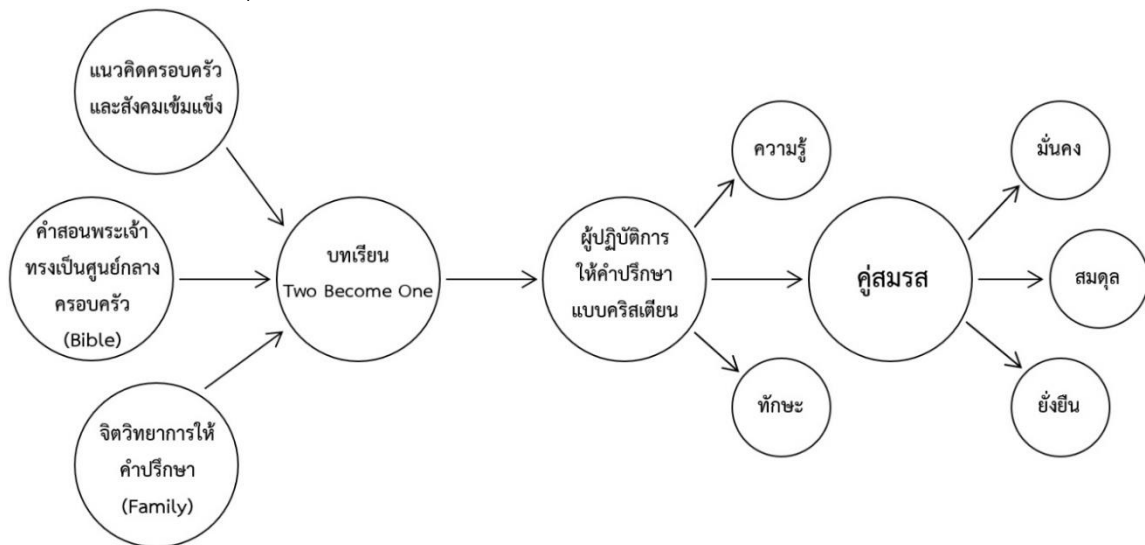 แนวคิดครอบครัว
และสังคมเข้มแข็ง
คำสอนพระเจ้า
ทรงเป็นศูนย์กลาง
ครอบครัว
(Bible)
จิตวิทยาการให้
คำปรึกษา
(Family)
บทเรียน
Two Become One
ผู้ปฏิบัติการ
ให้คำปรึกษา
แบบคริสเตียน
ความรู้
ทักษะ
คู่สมรส
มั่นคง
สมดุล
ยั่งยืน